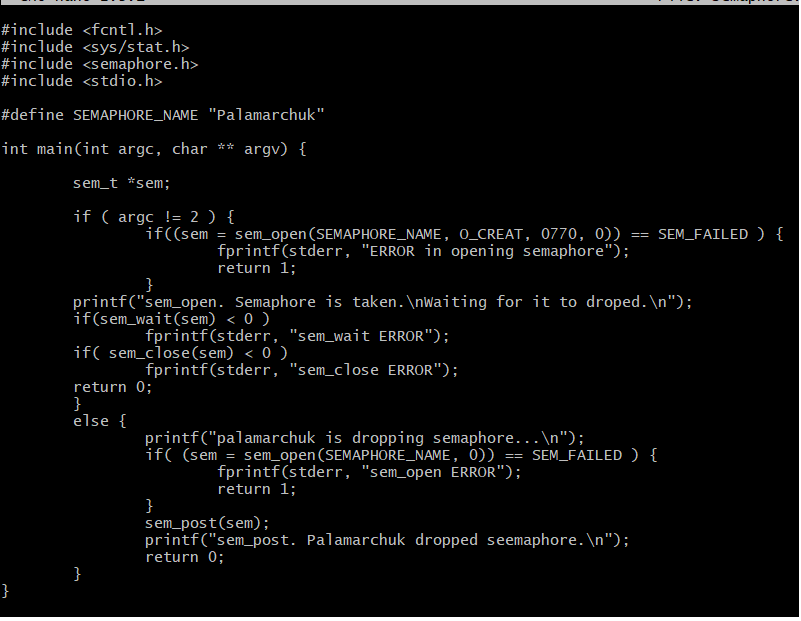 #include <fcntl.h>
#include <sys/stat.h>
#include <semaphore.h>
#include <stdio.h>

#define SEMAPHORE_NAME "Palamarchuk"

int main(int argc, char ** argv) {

        sem_t *sem;

        if ( argc != 2 ) {
                if((sem = sem_open(SEMAPHORE_NAME, O_CREAT, 0770, 0)) == SEM_FAILED ) {
                        fprintf(stderr, "ERROR in opening semaphore");
                        return 1;
                }
        printf("sem_open. Semaphore is taken.\nWaiting for it to droped.\n");
        if(sem_wait(sem) < 0 )
                fprintf(stderr, "sem_wait ERROR");
        if( sem_close(sem) < 0 )
                fprintf(stderr, "sem_close ERROR");
        return 0;
        }
        else {
                printf("palamarchuk is dropping semaphore...\n");
                if( (sem = sem_open(SEMAPHORE_NAME, 0)) == SEM_FAILED ) {
                        fprintf(stderr, "sem_open ERROR");
                        return 1;
                }
                sem_post(sem);
                printf("sem_post. Palamarchuk dropped seemaphore.\n");
                return 0;
        }
}